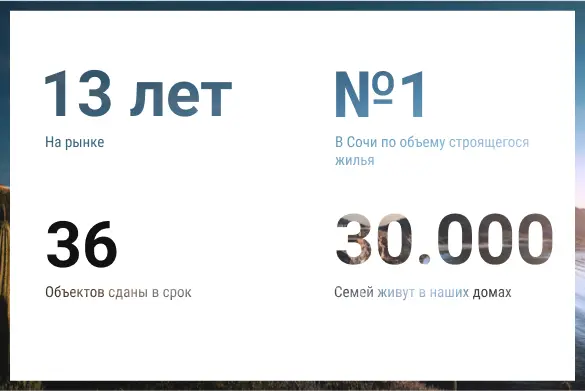 13 лет
На рынке
№1
В Сочи по объему строящегося
жилья
36
Объектов сданы в срок
30.000
Семей живут в наших домах